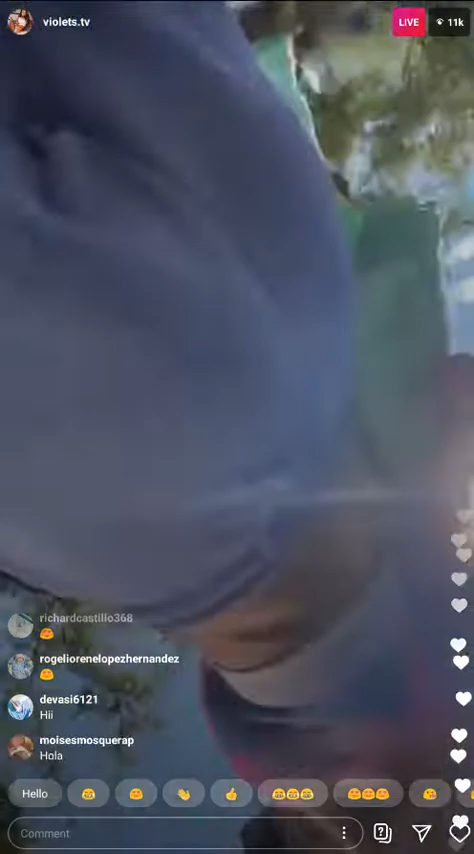 violets.tv
LIVE
11k
richardcastillo368
rogeliorenelopezhernandez
devasi6121
Hii
moisesmosquerap
Hola
Hello
Comment